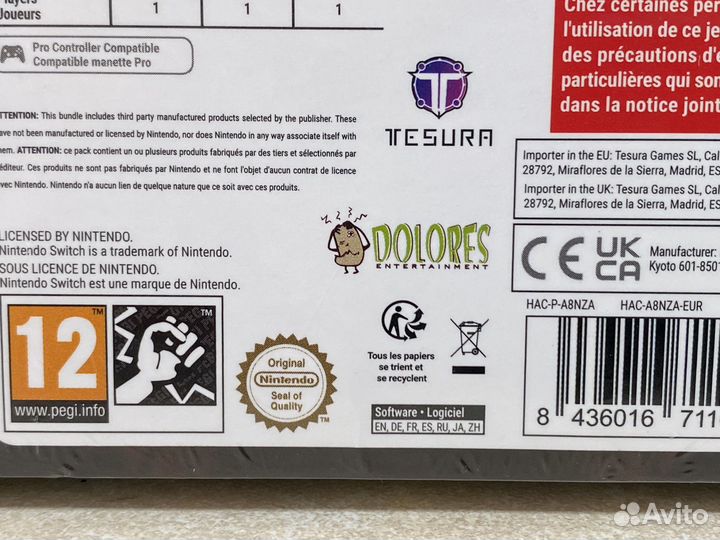 Players
Joueurs 1 1 1
Pro Controller Compatible
Compatible manette Pro
ATTENTION: This bundle includes third party manufactured products selected by the publisher. These
have not been manufactured or licensed by Nintendo, nor does Nintendo in any way associate itself with
them. ATTENTION: ce pack contient un ou plusieurs produits fabriqués par des tiers et sélectionnés par
l'éditeur. Ces produits ne sont pas fabriqués par Nintendo et ne font l'objet d'aucun contrat de licence
avec Nintendo. Nintendo n'a aucun lien de quelque nature que ce soit avec ces produits.
LICENSED BY NINTENDO.
Nintendo Switch is a trademark of Nintendo.
SOUS LICENCE DE NINTENDO.
Nintendo Switch est une marque de Nintendo.
12
www.pegi.info
TM
TM
Original
Nintendo
Seal of
Quality
TESURA
DOLORES
ENTERTAINMENT
Tous les papiers
se trient et
se recyclent
Software • Logiciel
EN, DE, FR, ES, RU, JA, ZH
Chez certaines per
l'utilisation de ce je
des précautions d'e
particulières qui son
dans la notice joint
Importer in the EU: Tesura Games SL, Cal
28792, Miraflores de la Sierra, Madrid, ES
Importer in the UK: Tesura Games SL, Cal
28792, Miraflores de la Sierra, Madrid, ES
CE UK
CA
Manufacturer:
Kyoto 601-8501
HAC-P-A8NZA HAC-A8NZA-EUR
8 436016 711
Avito